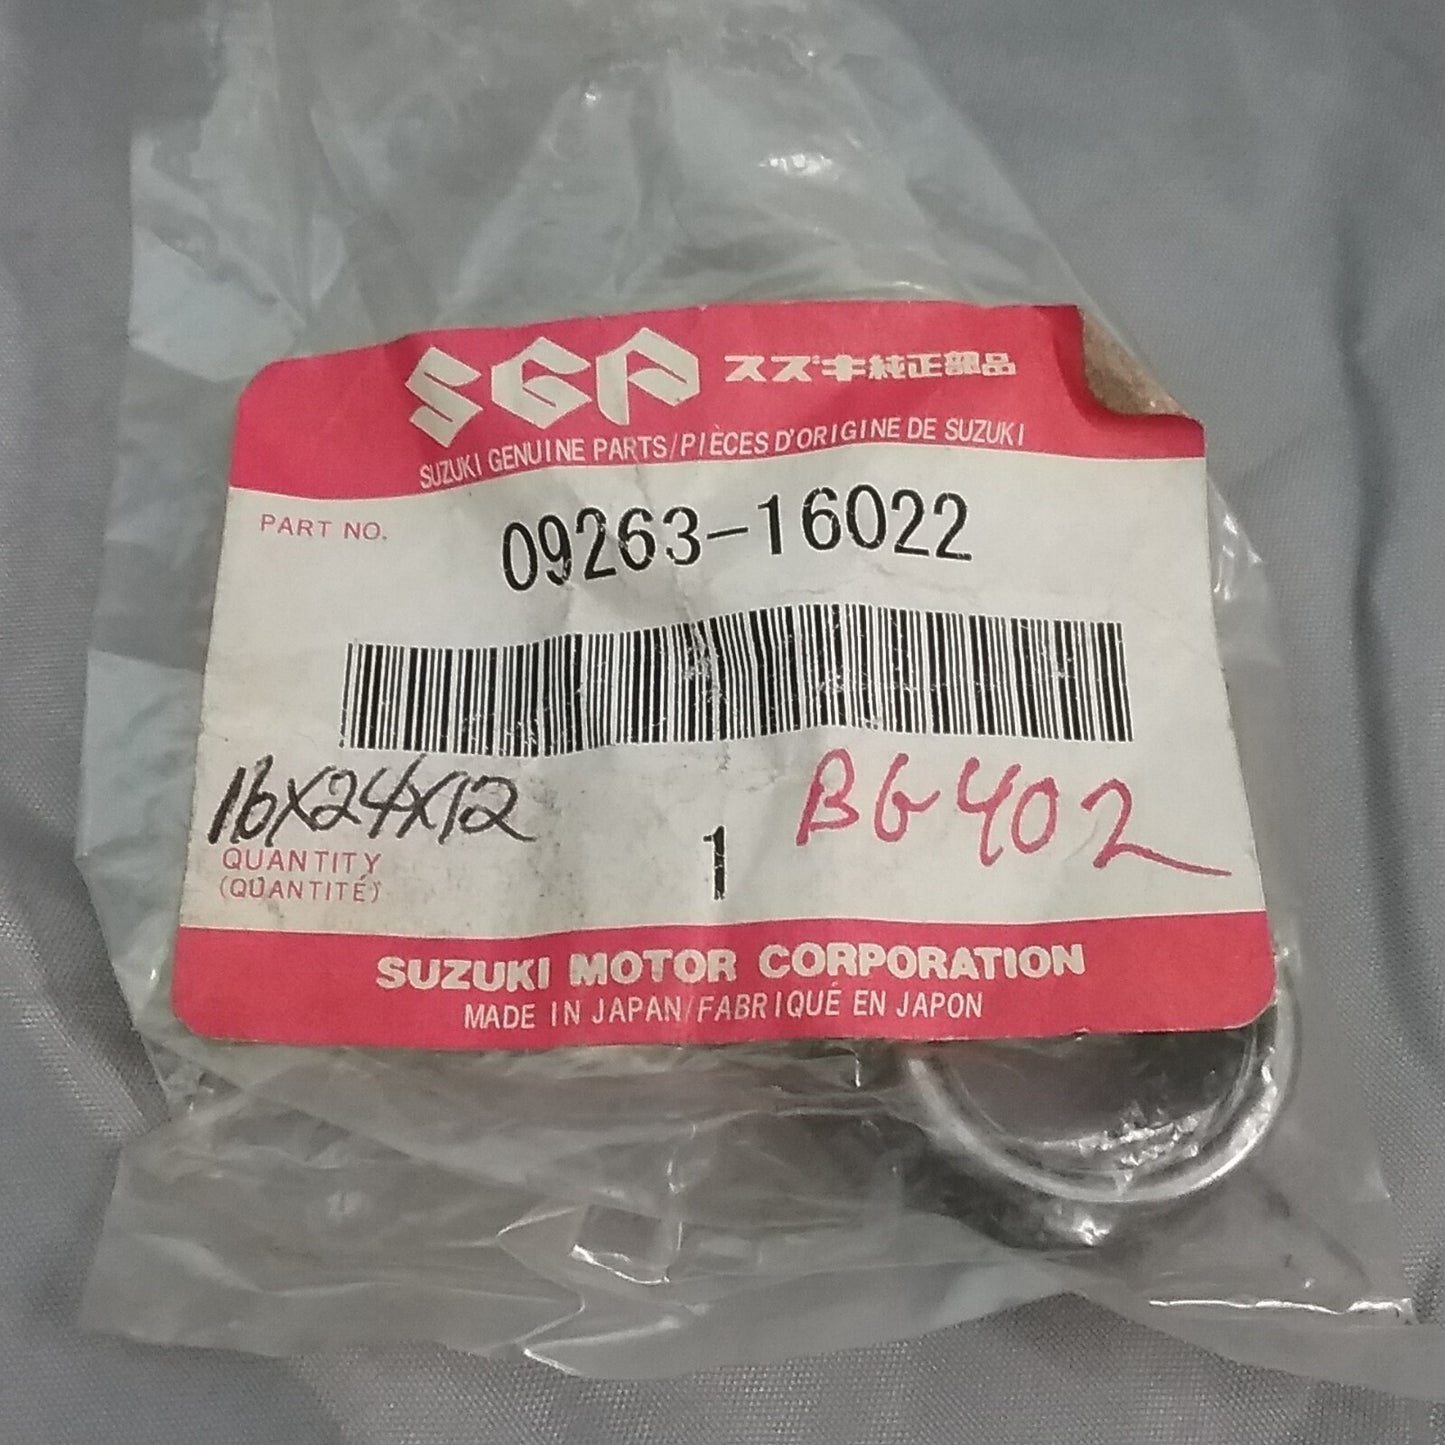 SGP スズキ純正部品
SUZUKI GENUINE PARTS/PIÈCES D'ORIGINE DE SUZUKI
PART NO. 09263-16022
16X24X12
BG402
QUANTITY
(QUANTITÉ)
1
SUZUKI MOTOR CORPORATION
MADE IN JAPAN/FABRIQUÉ EN JAPON